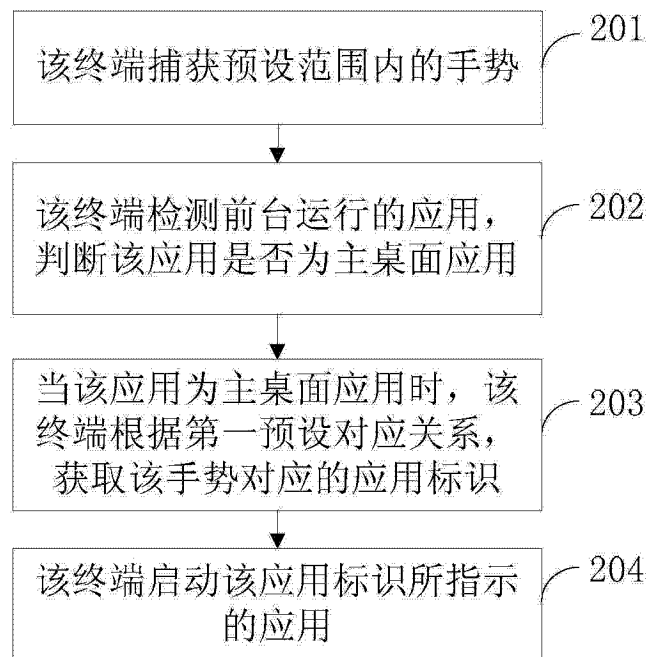 该终端捕获预设范围内的手势
201
该终端检测前台运行的应用，
判断该应用是否为主桌面应用
202
当该应用为主桌面应用时，该
终端根据第一预设对应关系，
获取该手势对应的应用标识
203
该终端启动该应用标识所指示
的应用
204